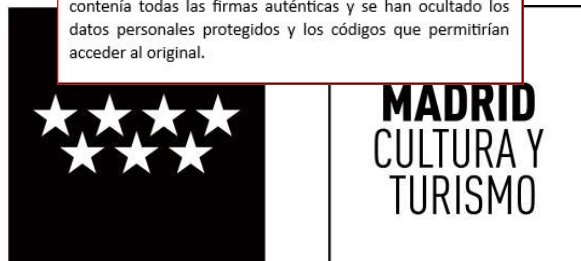 contenía todas las firmas auténticas y se han ocultado los
datos personales protegidos y los códigos que permitirían
acceder al original.
MADRID
CULTURA Y
TURISMO